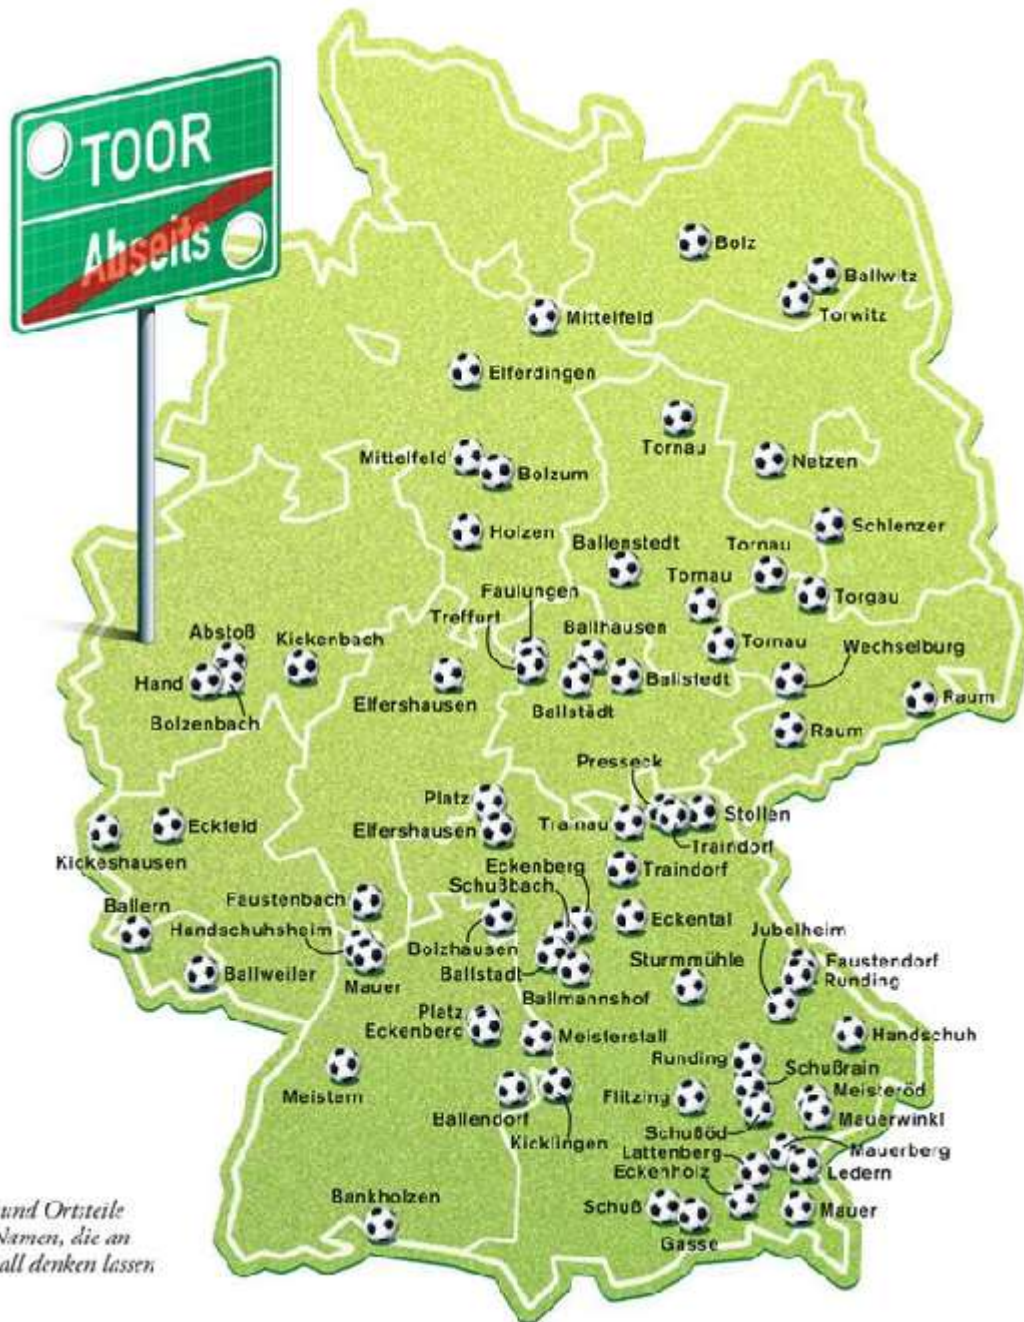 TOOR
Abseits
Bolz
Ballwitz
Torwitz
Mittelfeld
Elferdingen
Tornau
Mittelfeld
Netzen
Bolzum
Schlenzer
Holzen
Ballenstedt
Tornau
Tornau
Faulungen
Torgau
Treffurt
Abstoß
Kickenbach
Ballhausen
Tornau
Wechselburg
Hand
Ballstedt
Elfershausen
Raum
Bolzenbach
Ballstädt
Raum
Presseck
Platz
Stollen
Eckfeld
Elfershausen
Trainau
Traindorf
Kickeshausen
Eckenberg
Traindorf
Schußbach
Faustenbach
Ballern
Eckental
Handschuhsheim
Jubelheim
Bolzhausen
Sturmmühle
Faustendorf
Ballweiler
Ballstadt
Runding
Mauer
Ballmannshof
Platz
Eckenberg
Meisterstall
Handschuh
Runding
Schußrain
Meistern
Flitzing
Meisteröd
Ballendorf
Mauerwinkl
Kicklingen
Schußöd
Lattenberg
Mauerberg
Eckenholz
Ledern
Bankholzen
Schuß
Mauer
Gasse
und Ortsteile
Namen, die an
all denken lassen